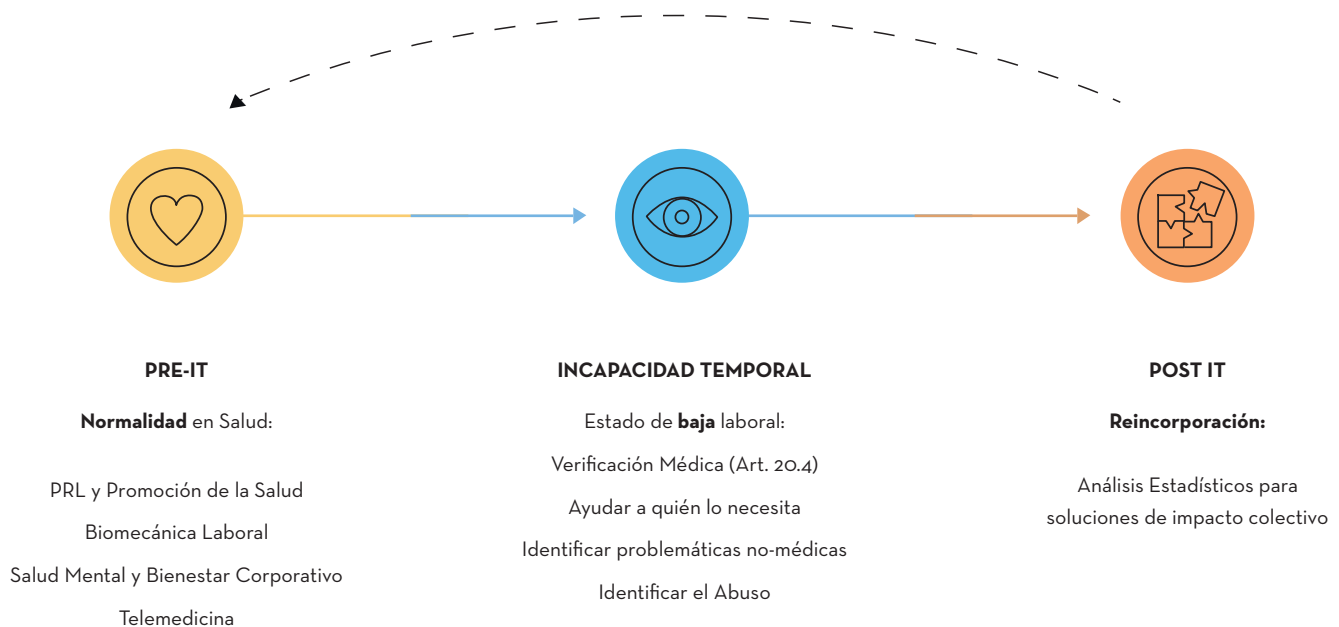 PRE-IT
Normalidad en Salud:
PRL y Promoción de la Salud
Biomecánica Laboral
Salud Mental y Bienestar Corporativo
Telemedicina
INCAPACIDAD TEMPORAL
Estado de baja laboral:
Verificación Médica (Art. 20.4)
Ayudar a quién lo necesita
Identificar problemáticas no-médicas
Identificar el Abuso
POST IT
Reincorporación:
Análisis Estadísticos para
soluciones de impacto colectivo